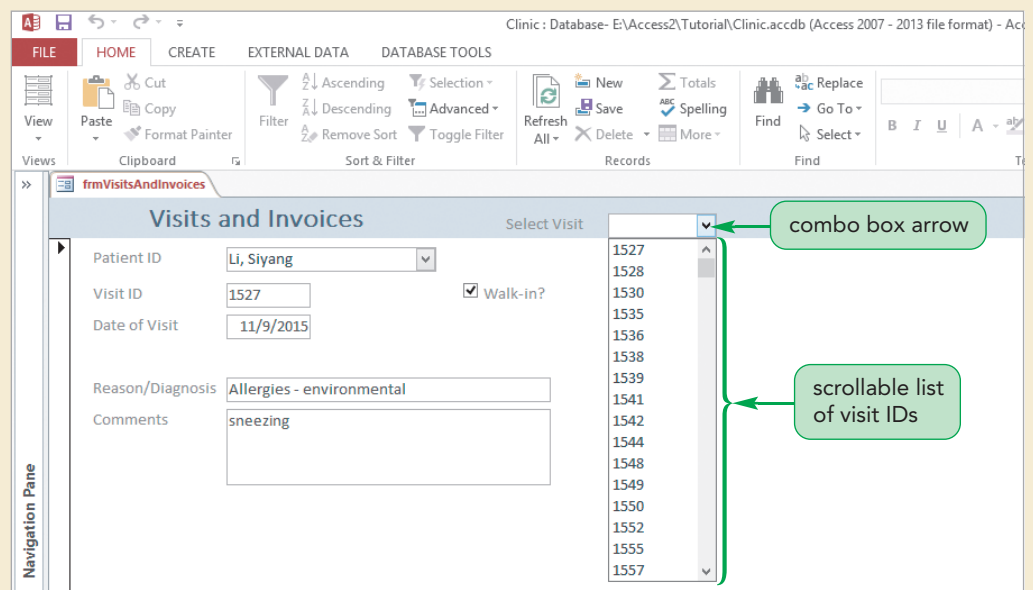 Clinic : Database- E:\Access2\Tutorial\Clinic.accdb (Access 2007 - 2013 file format) - Acc
FILE HOME CREATE EXTERNAL DATA DATABASE TOOLS
View
Views
Paste
Cut
Copy
Format Painter
Clipboard
Filter
Ascending
Descending
Remove Sort
Selection
Advanced
Toggle Filter
Sort & Filter
Refresh
All
New
Save
Delete
Totals
Spelling
More
Records
Find
Replace
Go To
Select
Find
B I U A
frmVisitsAndInvoices
Visits and Invoices
Select Visit
combo box arrow
Patient ID Li, Siyang
Visit ID 1527 Walk-in?
Date of Visit 11/9/2015
Reason/Diagnosis Allergies - environmental
Comments sneezing
1527
1528
1530
1535
1536
1538
1539
1541
1542
1544
1548
1549
1550
1552
1555
1557
scrollable list
of visit IDs
Navigation Pane